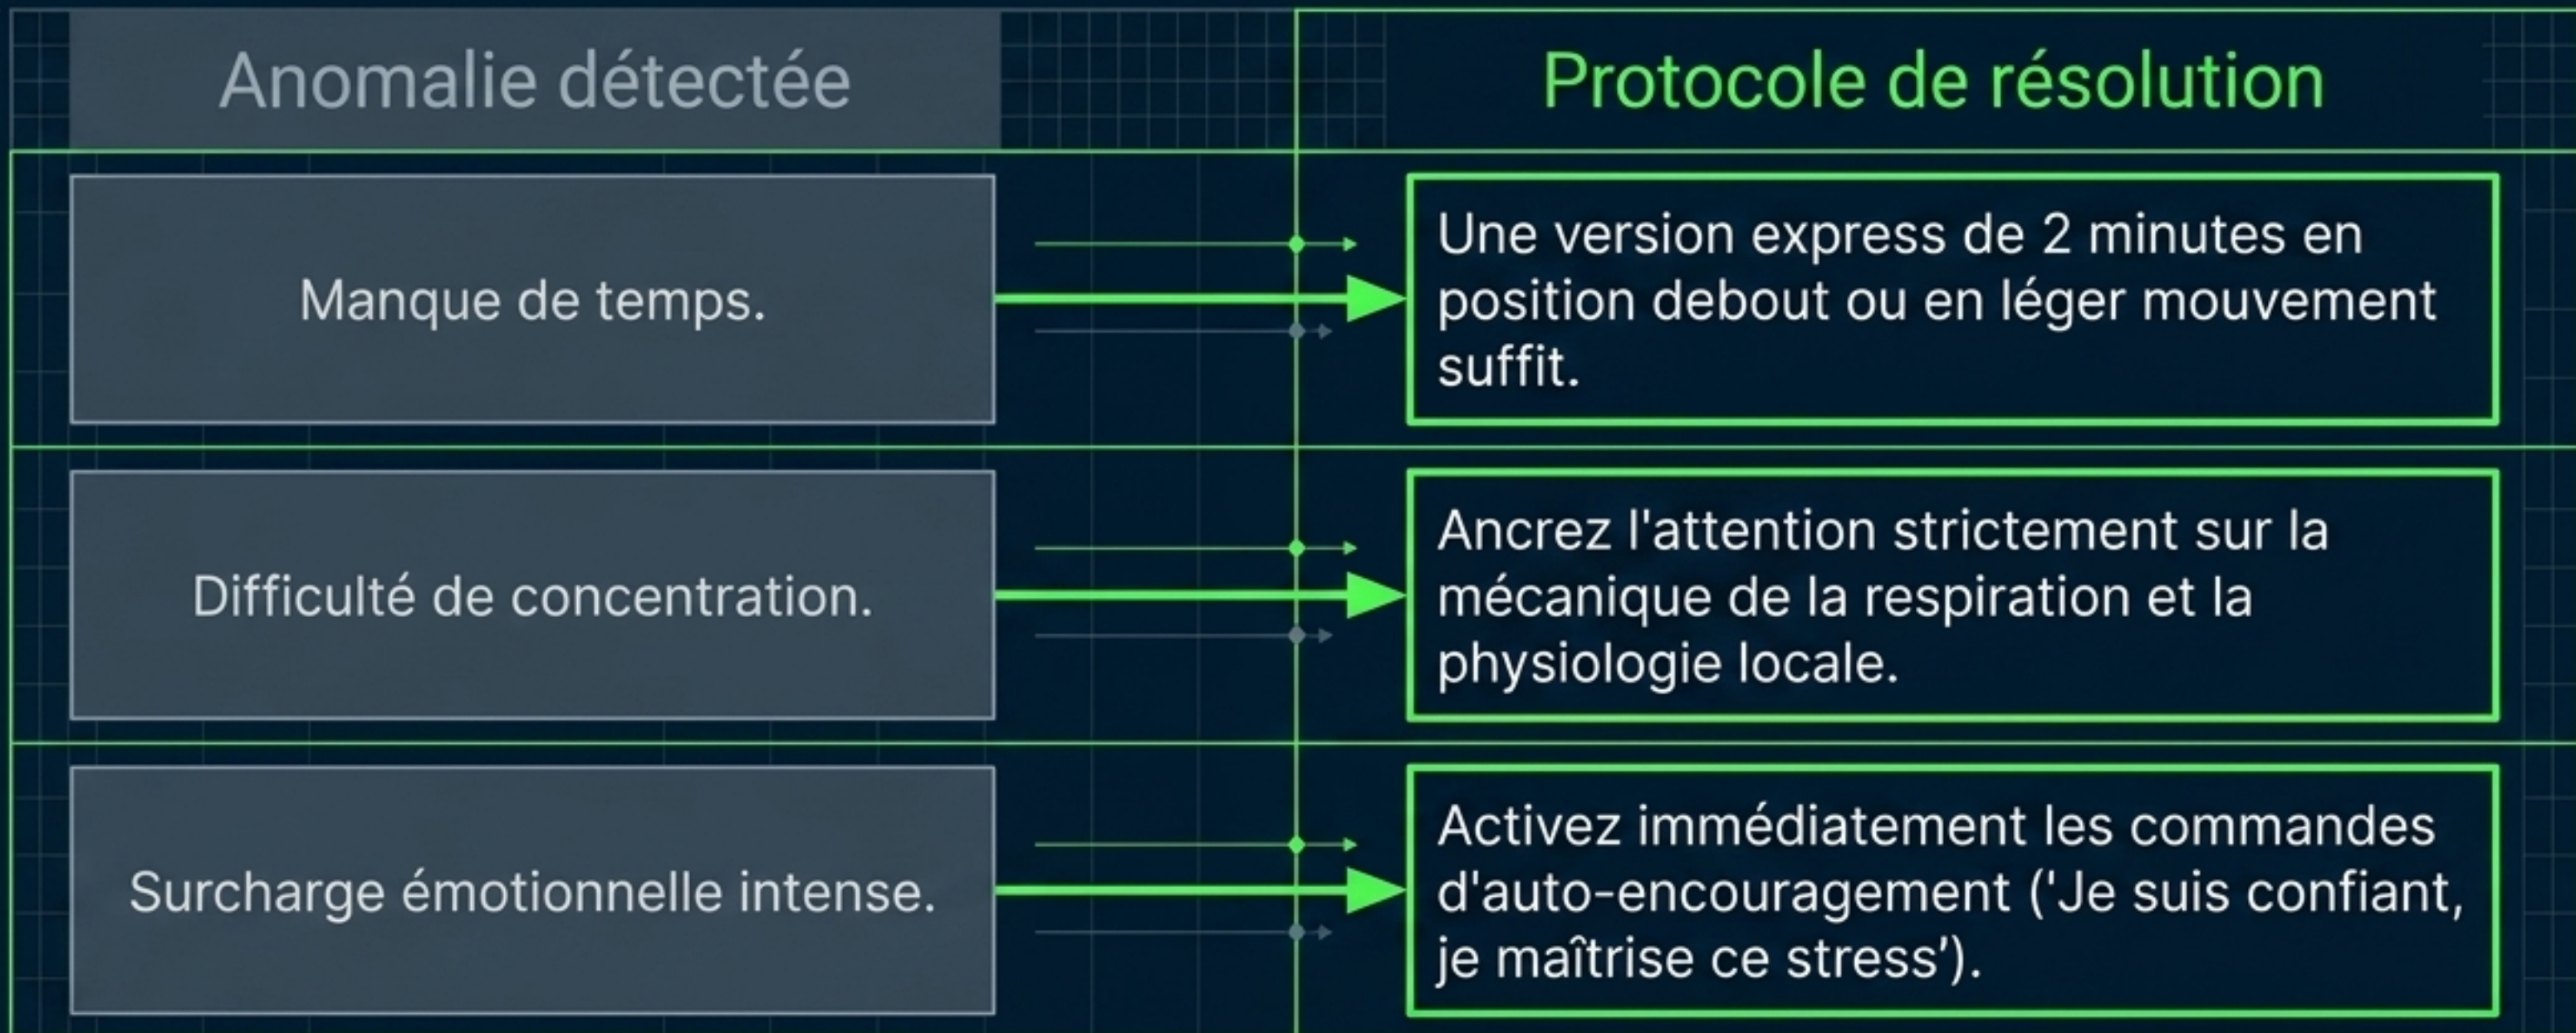 Anomalie détectée
Protocole de résolution
Manque de temps.
Une version express de 2 minutes en
position debout ou en léger mouvement
suffit.
Difficulté de concentration.
Ancrez l'attention strictement sur la
mécanique de la respiration et la
physiologie locale.
Surcharge émotionnelle intense.
Activez immédiatement les commandes
d'auto-encouragement ('Je suis confiant,
je maîtrise ce stress').